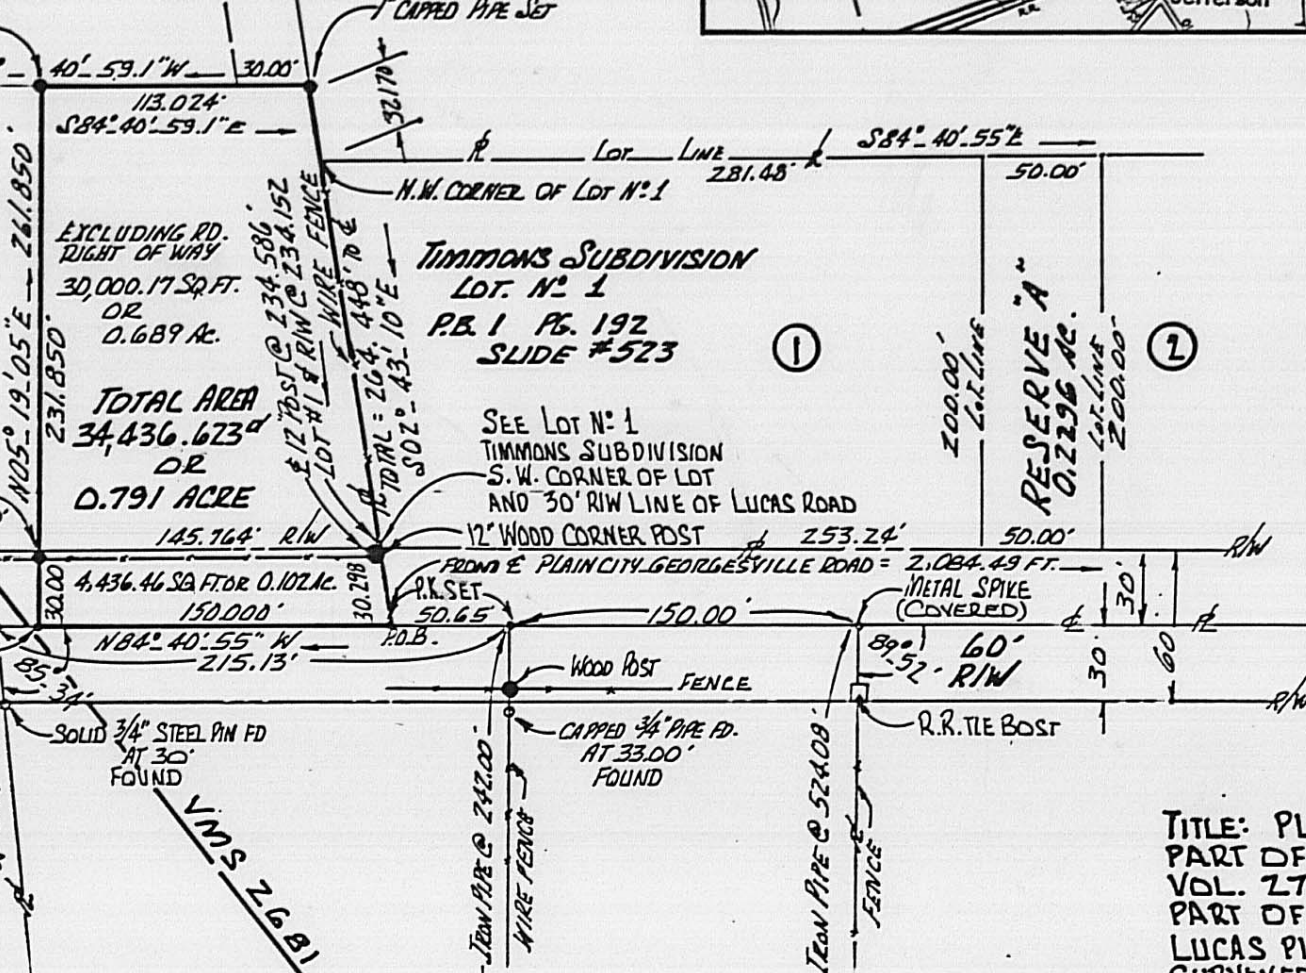 1" CAPPED PIPE SET
Jefferson
RR
40'-59.1"W
30.00'
113.024'
S84°-40'-59.1"E
32.170'
℄
LOT LINE
281.48'
S84°-40'-55"E
50.00'
N.W. CORNER OF LOT Nº1
N05°-19'-05"E
261.850'
231.850'
EXCLUDING RD.
RIGHT OF WAY
30,000.17 SQ.FT.
OR
0.689 AC.
TOTAL AREA
34,436.623
OR
0.791 ACRE
℄ 12" POST @ 234.586'
LOT #1 & R/W @ 234.152
WIRE FENCE
TOTAL 264.448' TO ℄
S02°-43'-10"E
TIMMONS SUBDIVISION
LOT. Nº 1
P.B. 1 PG. 192
SLIDE #523
1
200.00'
LOT LINE
RESERVE "A"
0.2296 AC.
LOT LINE
200.00'
2
SEE LOT Nº 1
TIMMONS SUBDIVISION
S.W. CORNER OF LOT
AND 30' R/W LINE OF LUCAS ROAD
145.764' R/W
12" WOOD CORNER POST
253.24'
50.00'
R/W
FROM ℄ PLAIN CITY GEORGESVILLE ROAD = 2,084.49 FT.
30.00
4,436.46 SQ FT OR 0.102 AC.
150.000'
30.298
P.K. SET
50.65
150.00'
METAL SPIKE
(COVERED)
30'
60'
℄
N84°-40'-55" W
P.O.B.
215.13'
85°-34'
89°-52'
60'
R/W
30'
WOOD POST
FENCE
R/W
SOLID 3/4" STEEL PIN FD
AT 30'
FOUND
CAPPED 3/4" PIPE FD.
AT 33.00'
FOUND
R.R. TIE BOST
VMS 2681
IRON PIPE @ 242.00'
WIRE FENCE
IRON PIPE @ 524.08'
FENCE
TITLE: PL
PART OF
VOL. 27
PART OF
LUCAS PI